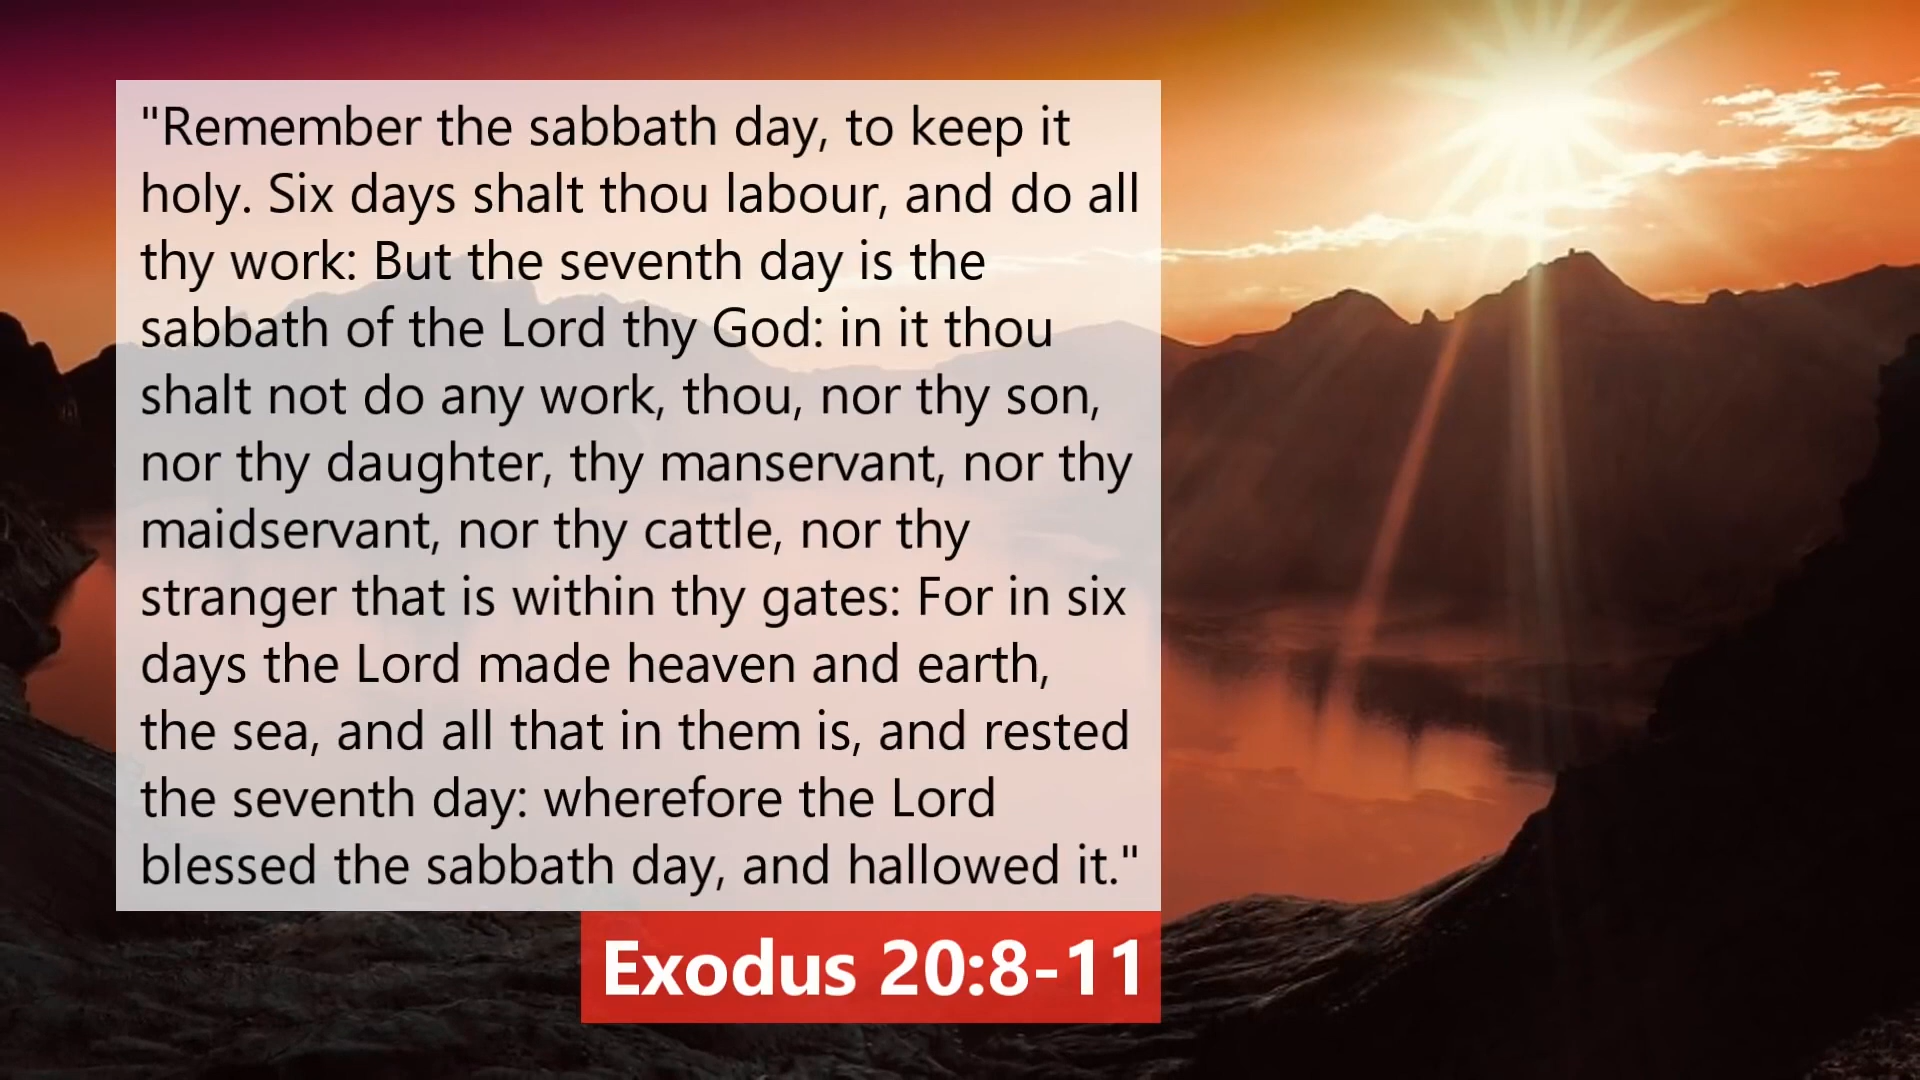 "Remember the sabbath day, to keep it
holy. Six days shalt thou labour, and do all
thy work: But the seventh day is the
sabbath of the Lord thy God: in it thou
shalt not do any work, thou, nor thy son,
nor thy daughter, thy manservant, nor thy
maidservant, nor thy cattle, nor thy
stranger that is within thy gates: For in six
days the Lord made heaven and earth,
the sea, and all that in them is, and rested
the seventh day: wherefore the Lord
blessed the sabbath day, and hallowed it."
Exodus 20:8-11